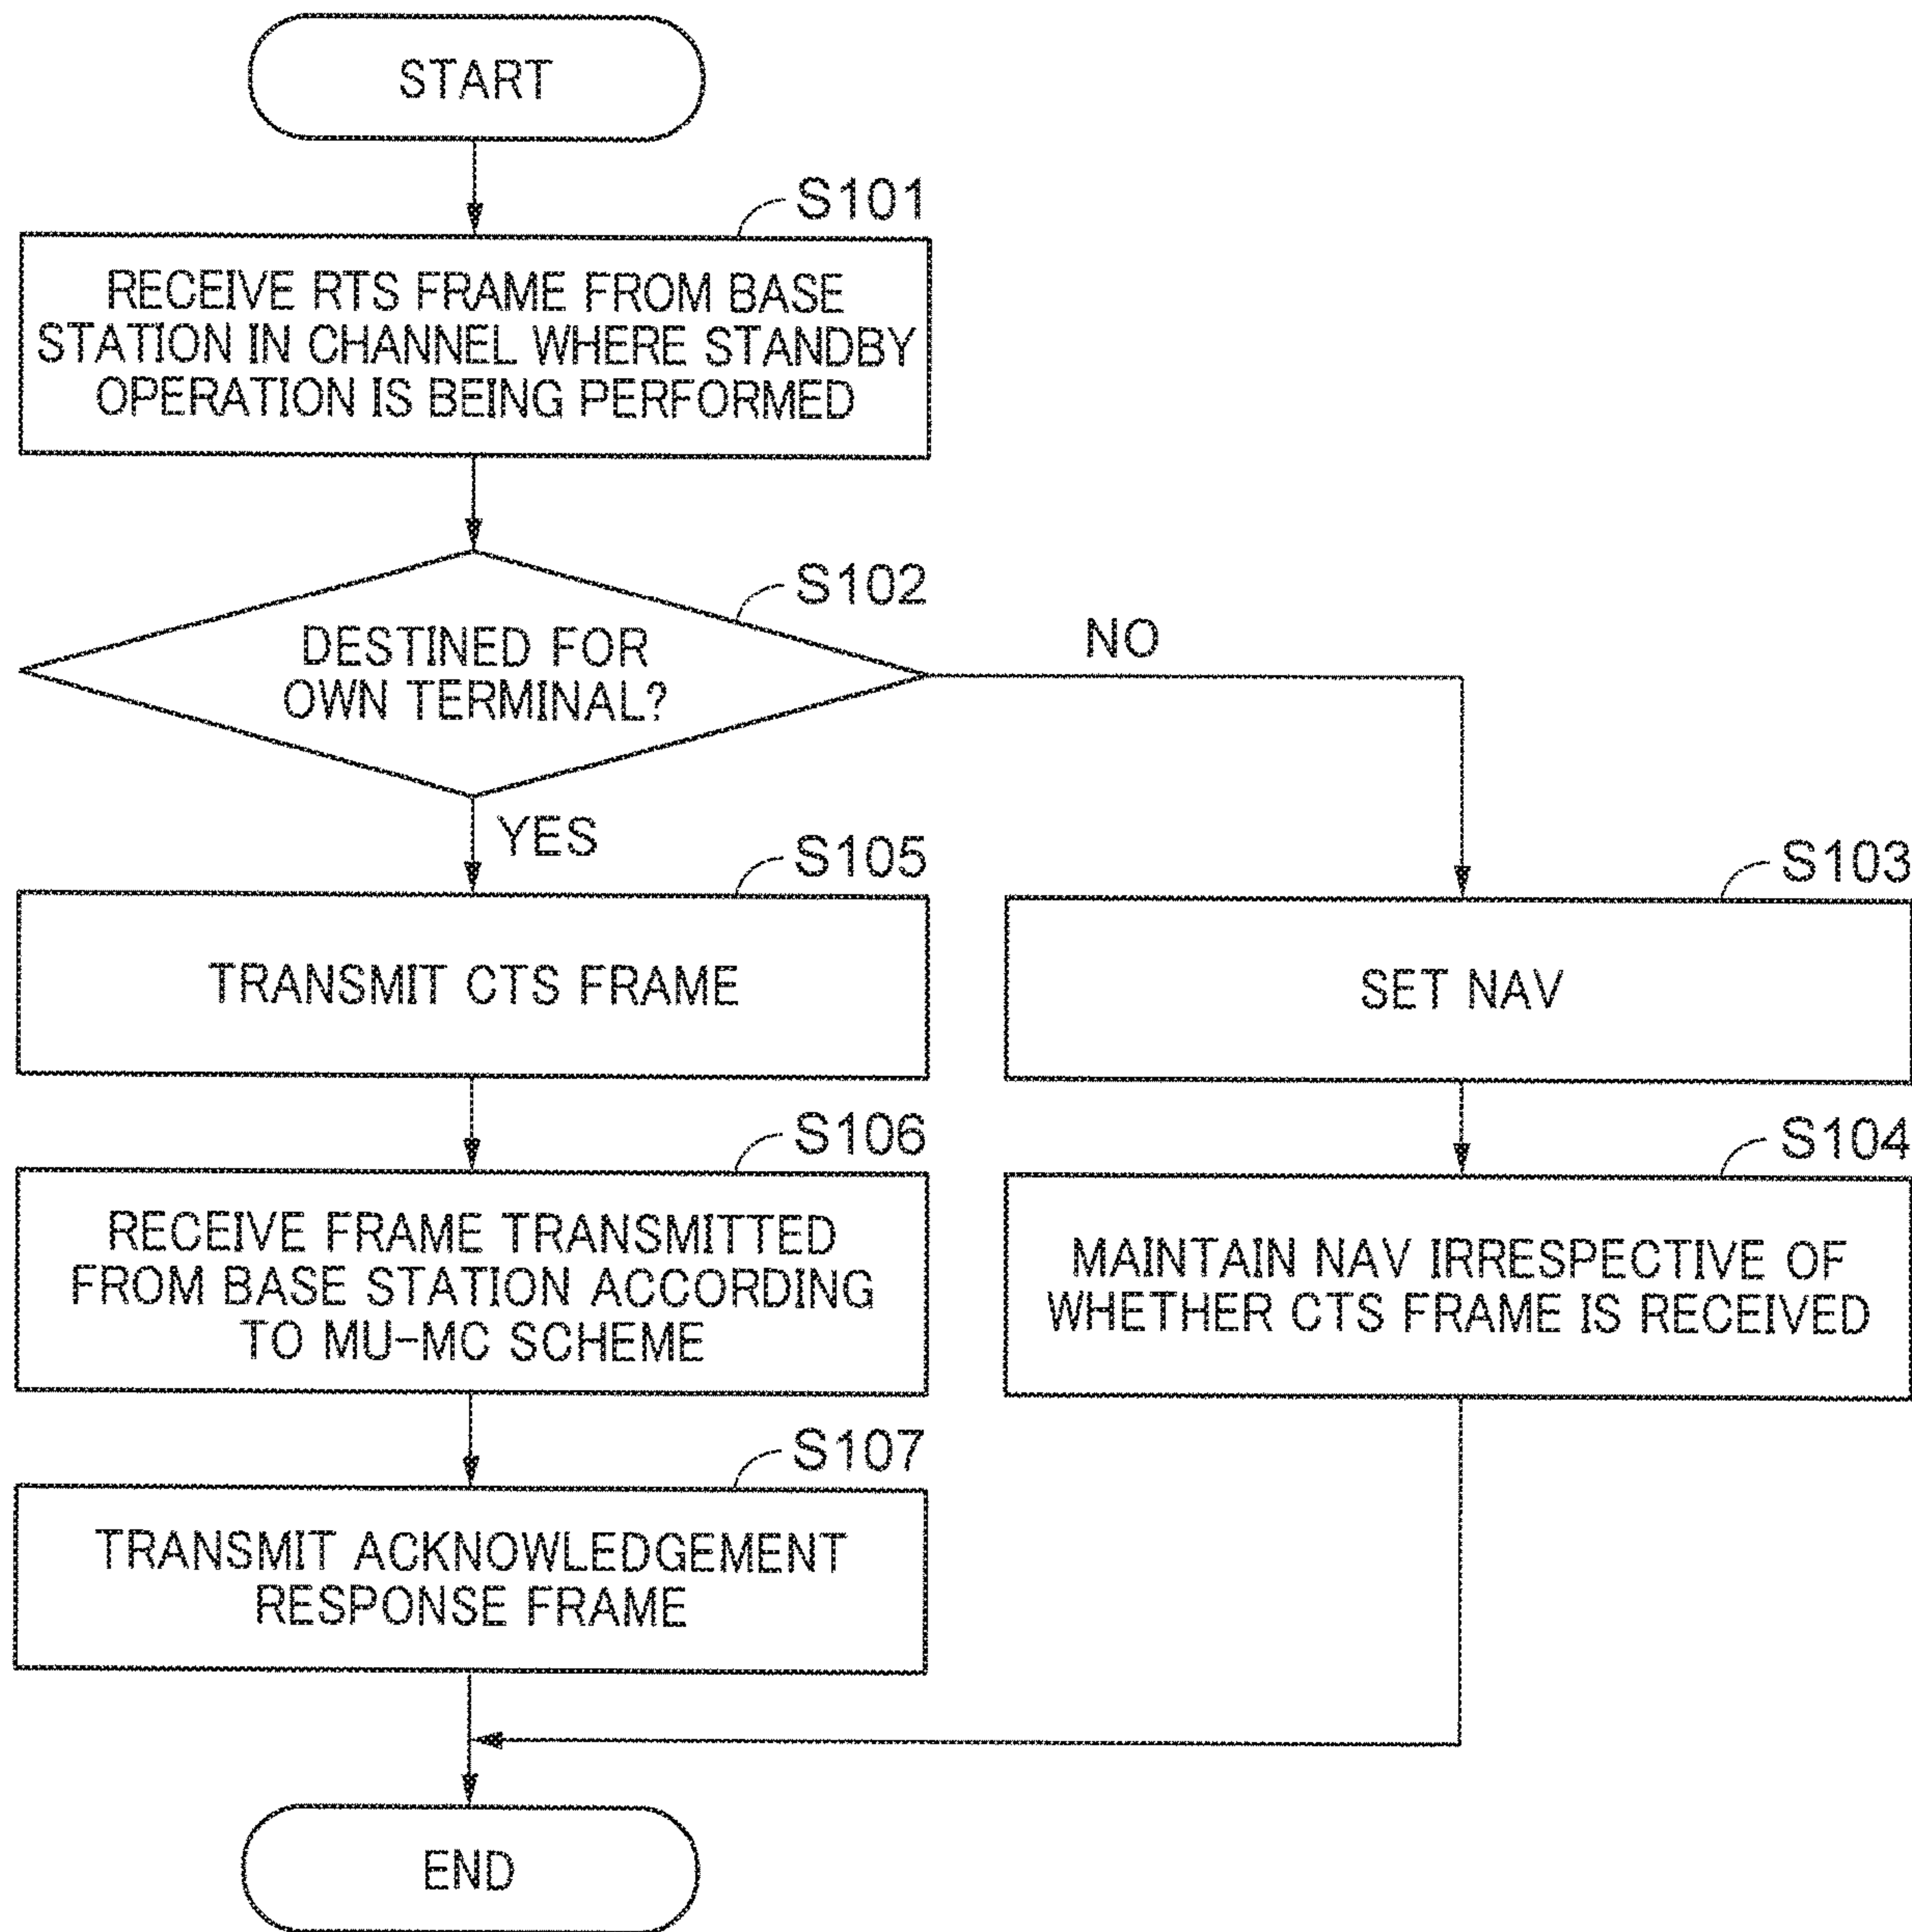 START
S101
RECEIVE RTS FRAME FROM BASE
STATION IN CHANNEL WHERE STANDBY
OPERATION IS BEING PERFORMED
S102
DESTINED FOR
OWN TERMINAL?
NO
YES
S105
TRANSMIT CTS FRAME
S103
SET NAV
S106
RECEIVE FRAME TRANSMITTED
FROM BASE STATION ACCORDING
TO MU-MC SCHEME
S104
MAINTAIN NAV IRRESPECTIVE OF
WHETHER CTS FRAME IS RECEIVED
S107
TRANSMIT ACKNOWLEDGEMENT
RESPONSE FRAME
END